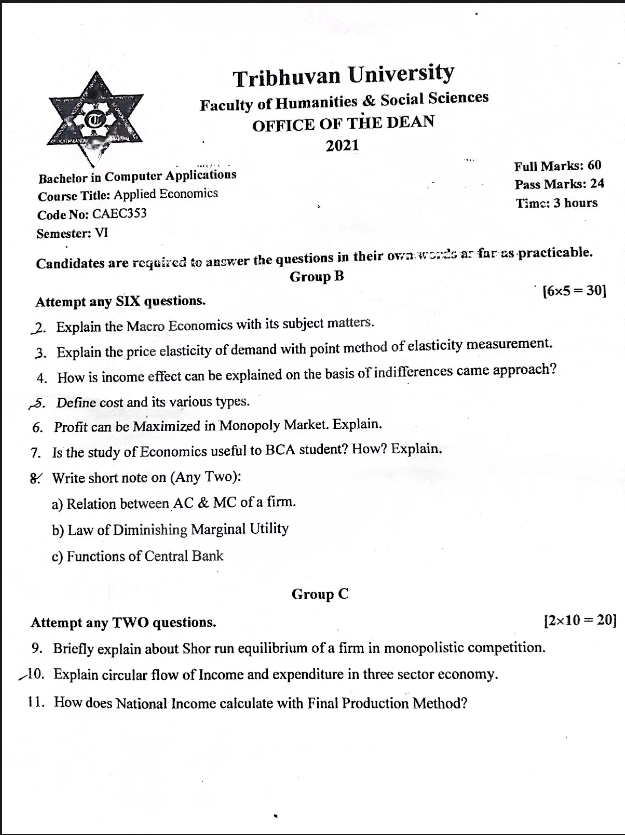 Tribhuvan University
Faculty of Humanities & Social Sciences
OFFICE OF THE DEAN
2021
Bachelor in Computer Applications
Course Title: Applied Economics
Code No: CAEC353
Semester: VI
Full Marks: 60
Pass Marks: 24
Time: 3 hours
Candidates are required to answer the questions in their own words as far as practicable.
Group B
Attempt any SIX questions.
[6×5 = 30]
2. Explain the Macro Economics with its subject matters.
3. Explain the price elasticity of demand with point method of elasticity measurement.
4. How is income effect can be explained on the basis of indifferences came approach?
5. Define cost and its various types.
6. Profit can be Maximized in Monopoly Market. Explain.
7. Is the study of Economics useful to BCA student? How? Explain.
8. Write short note on (Any Two):
a) Relation between AC & MC of a firm.
b) Law of Diminishing Marginal Utility
c) Functions of Central Bank
Group C
Attempt any TWO questions.
[2×10 = 20]
9. Briefly explain about Shor run equilibrium of a firm in monopolistic competition.
10. Explain circular flow of Income and expenditure in three sector economy.
11. How does National Income calculate with Final Production Method?